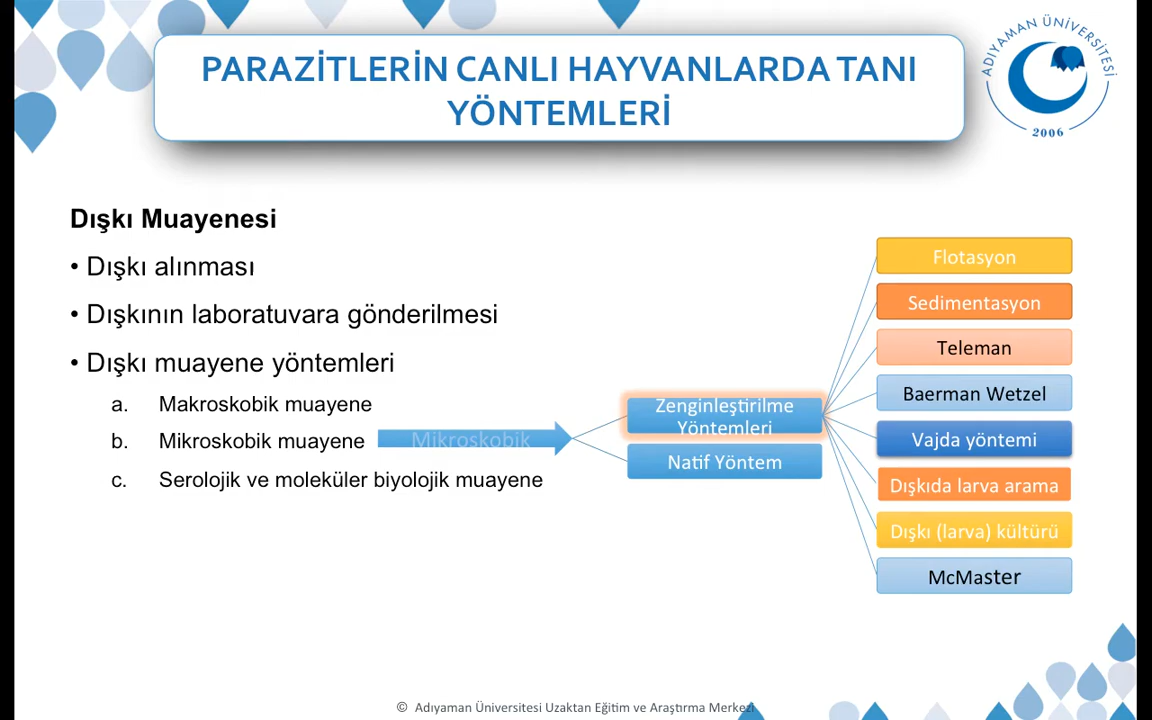 PARAZİTLERİN CANLI HAYVANLARDA TANI
YÖNTEMLERİ
ADIYAMAN ÜNİVERSİTESİ
2006
Dışkı Muayenesi
• Dışkı alınması
• Dışkının laboratuvara gönderilmesi
• Dışkı muayene yöntemleri
a. Makroskobik muayene
b. Mikroskobik muayene
c. Serolojik ve moleküler biyolojik muayene
Mikroskobik
Zenginleştirilme
Yöntemleri
Natif Yöntem
Flotasyon
Sedimentasyon
Teleman
Baerman Wetzel
Vajda yöntemi
Dışkıda larva arama
Dışkı (larva) kültürü
McMaster
© Adıyaman Üniversitesi Uzaktan Eğitim ve Araştırma Merkezi